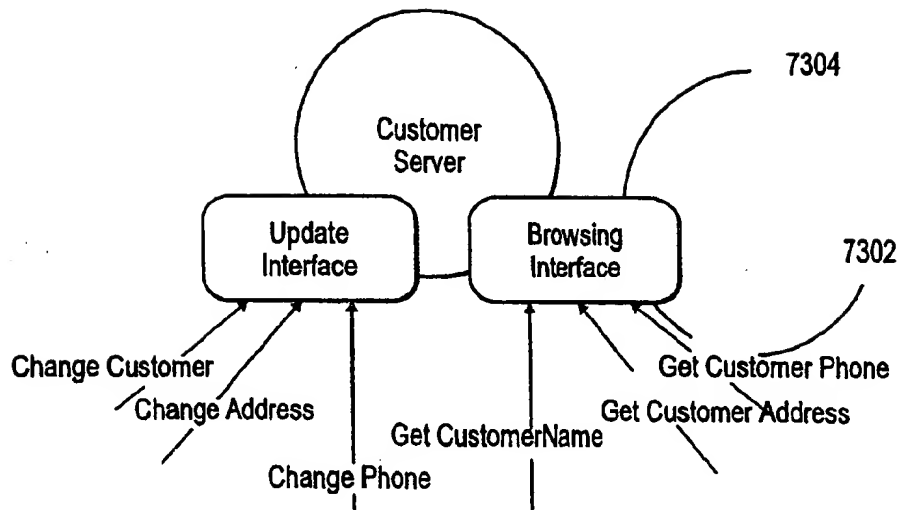 7304
Customer
Server
Update
Interface
Browsing
Interface
7302
Change Customer
Get Customer Phone
Change Address
Get Customer Address
Get CustomerName
Change Phone